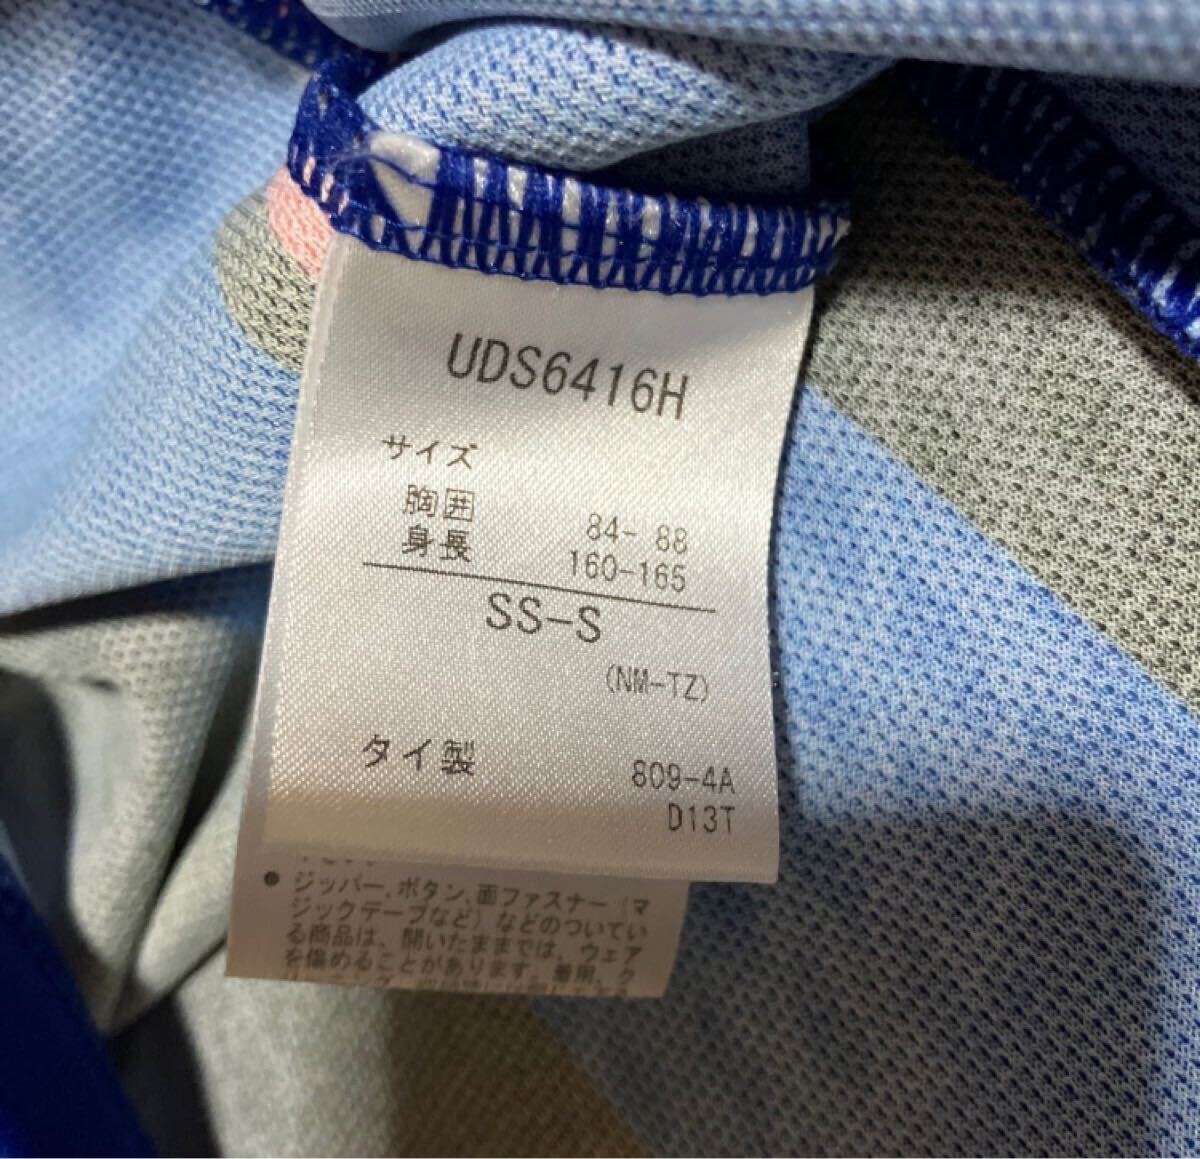 UDS6416H
サイズ
胸囲 84- 88
身長 160-165
SS-S
(NM-TZ)
タイ製 809-4A
D13T
● ジッパー、ボタン、面ファスナー(マ
ジックテープなど)などのついてい
る商品は、開いたままでは、ウェア
を傷めることがあります。着用、ク